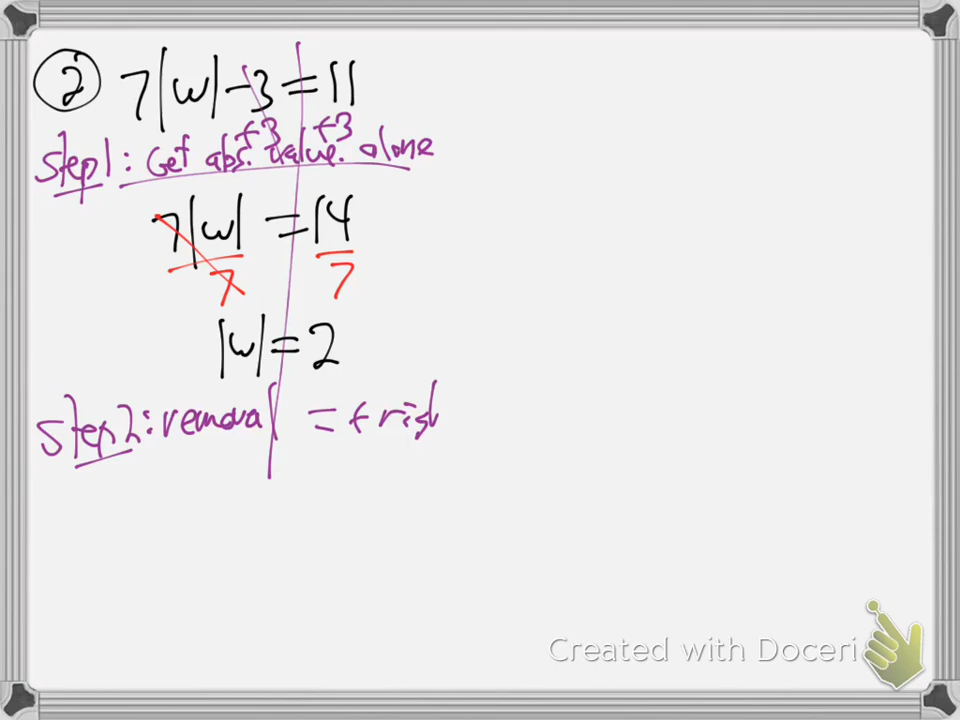 ② 7|w| -3 = 11
+3 +3
Step 1: Get abs. value. alone
7|w| = 14
7 7
|w| = 2
Step 2: removal = + rish
Created with Doceri